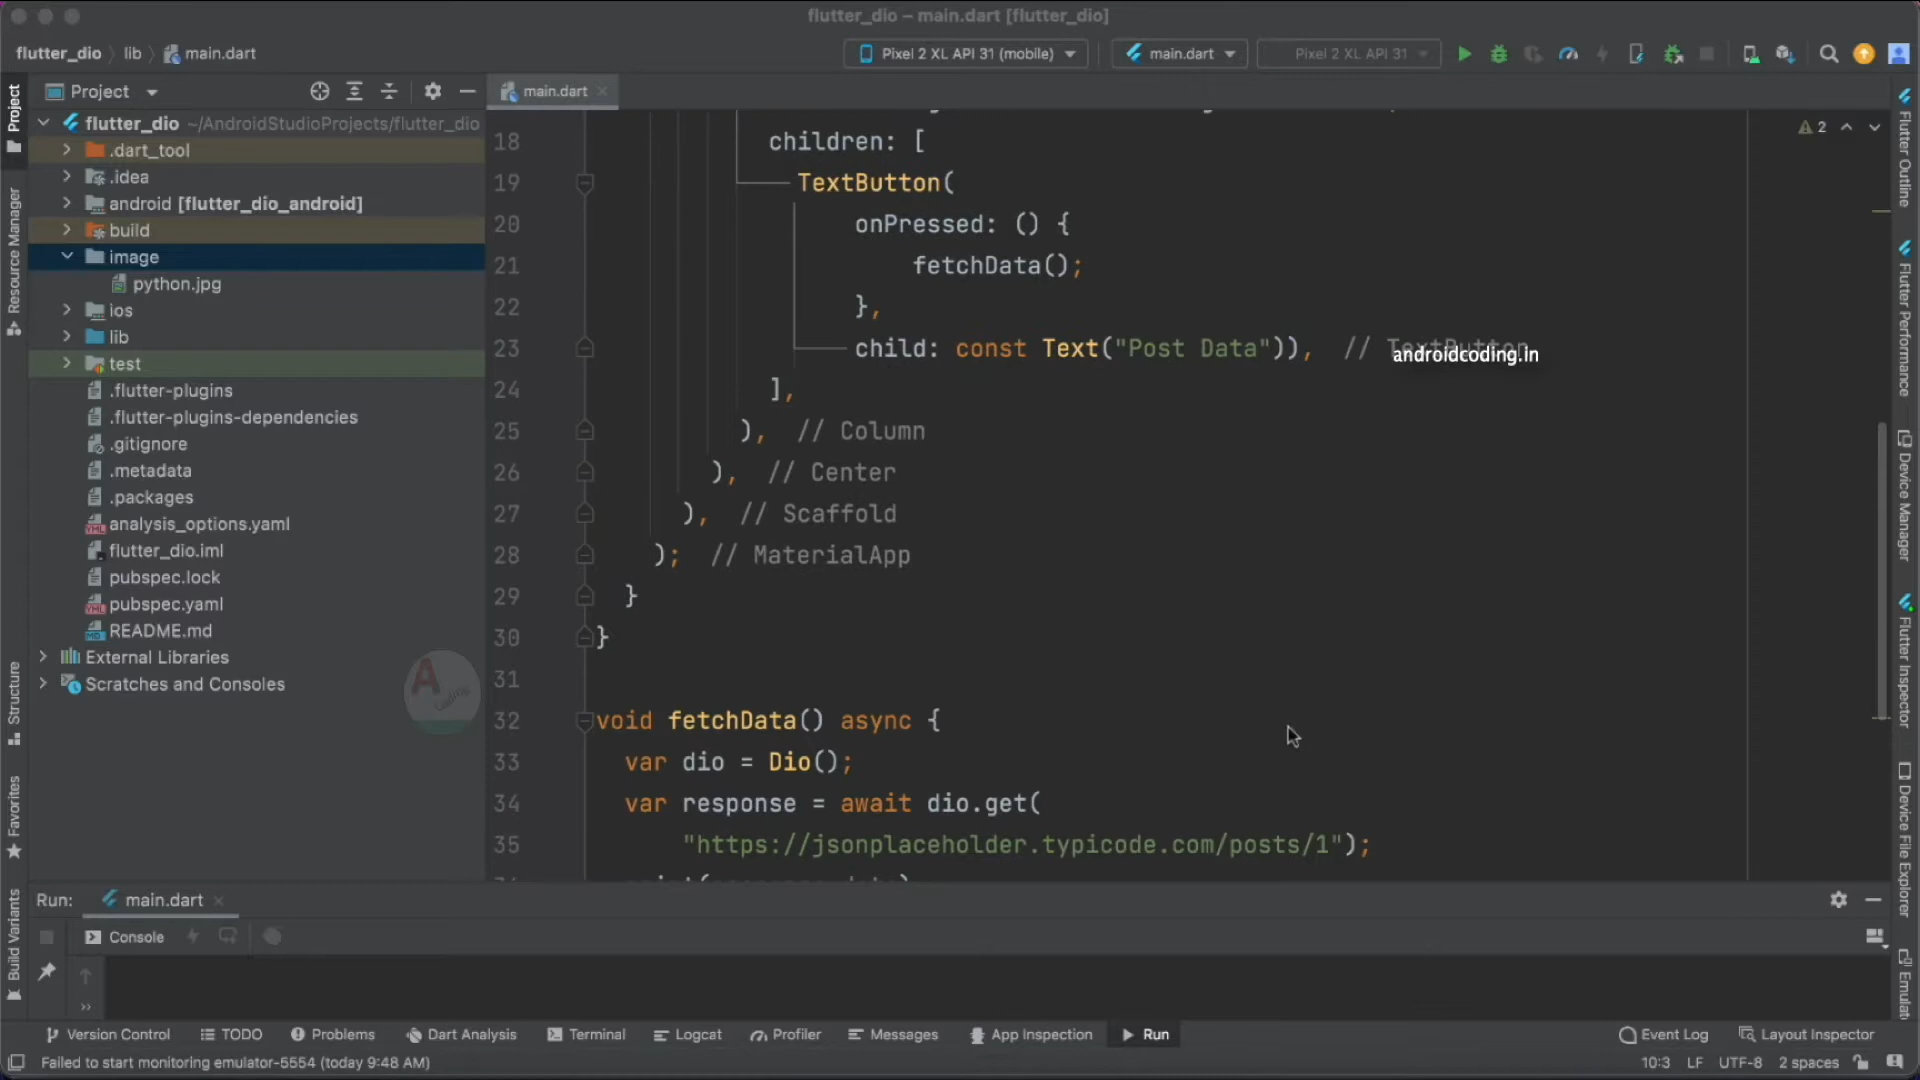 flutter_dio – main.dart [flutter_dio]
flutter_dio lib main.dart
Pixel 2 XL API 31 (mobile) main.dart Pixel 2 XL API 31
Project main.dart
flutter_dio ~/AndroidStudioProjects/flutter_dio
.dart_tool
.idea
android [flutter_dio_android]
build
image
python.jpg
ios
lib
test
.flutter-plugins
.flutter-plugins-dependencies
.gitignore
.metadata
.packages
analysis_options.yaml
flutter_dio.iml
pubspec.lock
pubspec.yaml
README.md
External Libraries
Scratches and Consoles
Project
Resource Manager
Structure
Favorites
Build Variants
2
18 children: [
19 TextButton(
20 onPressed: () {
21 fetchData();
22 },
23 child: const Text("Post Data")), // TextButton
androidcoding.in
24 ],
25 ), // Column
26 ), // Center
27 ), // Scaffold
28 ); // MaterialApp
29 }
30 }
31
32 void fetchData() async {
33 var dio = Dio();
34 var response = await dio.get(
35 "https://jsonplaceholder.typicode.com/posts/1");
Flutter Outline
Flutter Performance
Device Manager
Flutter Inspector
Device File Explorer
Run: main.dart
Console
Version Control TODO Problems Dart Analysis Terminal Logcat Profiler Messages App Inspection Run Event Log Layout Inspector
Failed to start monitoring emulator-5554 (today 9:48 AM) 10:3 LF UTF-8 2 spaces